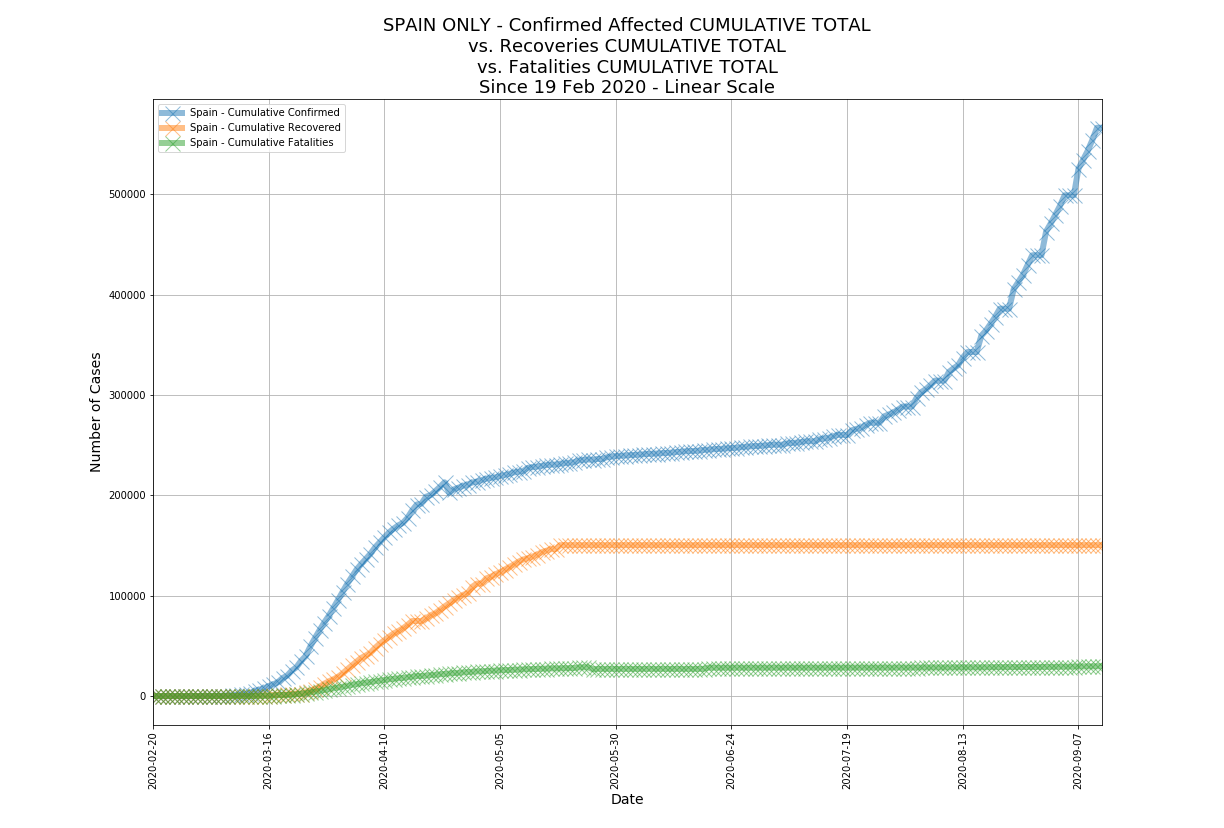 SPAIN ONLY - Confirmed Affected CUMULATIVE TOTAL
vs. Recoveries CUMULATIVE TOTAL
vs. Fatalities CUMULATIVE TOTAL
Since 19 Feb 2020 - Linear Scale
Spain - Cumulative Confirmed
Spain - Cumulative Recovered
Spain - Cumulative Fatalities
Number of Cases
500000
400000
300000
200000
100000
0
2020-02-20
2020-03-16
2020-04-10
2020-05-05
2020-05-30
2020-06-24
2020-07-19
2020-08-13
2020-09-07
Date